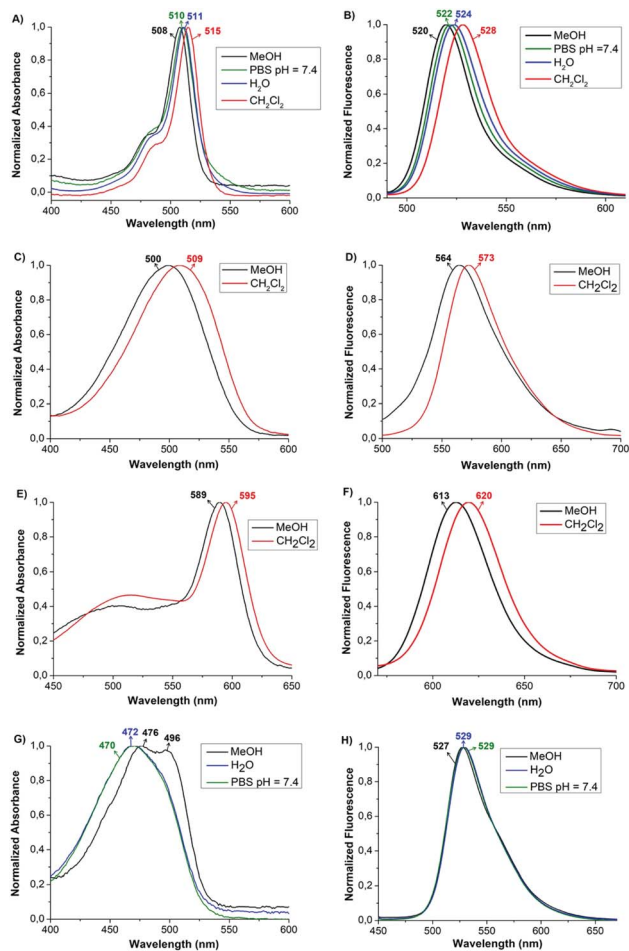 A)
508
510
511
515
MeOH
PBS pH = 7.4
H2O
CH2Cl2
Normalized Absorbance
1,0
0,8
0,6
0,4
0,2
0,0
400 450 500 550 600
Wavelength (nm)
B)
520
522
524
528
MeOH
PBS pH =7.4
H2O
CH2Cl2
Normalized Fluorescence
1,0
0,8
0,6
0,4
0,2
0,0
500 550 600
Wavelength (nm)
C)
500
509
MeOH
CH2Cl2
Normalized Absorbance
1,0
0,8
0,6
0,4
0,2
0,0
400 450 500 550 600
Wavelength (nm)
D)
564
573
MeOH
CH2Cl2
Normalized Fluorescence
1,0
0,8
0,6
0,4
0,2
0,0
500 550 600 650 700
Wavelength (nm)
E)
589
595
MeOH
CH2Cl2
Normalized Absorbance
1,0
0,8
0,6
0,4
0,2
0,0
450 500 550 600 650
Wavelength (nm)
F)
613
620
MeOH
CH2Cl2
Normalized Fluorescence
1,0
0,8
0,6
0,4
0,2
0,0
600 650 700
Wavelength (nm)
G)
470
472
476
496
MeOH
H2O
PBS pH = 7.4
Normalized Absorbance
1,0
0,8
0,6
0,4
0,2
0,0
400 450 500 550 600
Wavelength (nm)
H)
527
529
529
MeOH
H2O
PBS pH = 7.4
Normalized Fluorescence
1,0
0,8
0,6
0,4
0,2
0,0
450 500 550 600 650
Wavelength (nm)